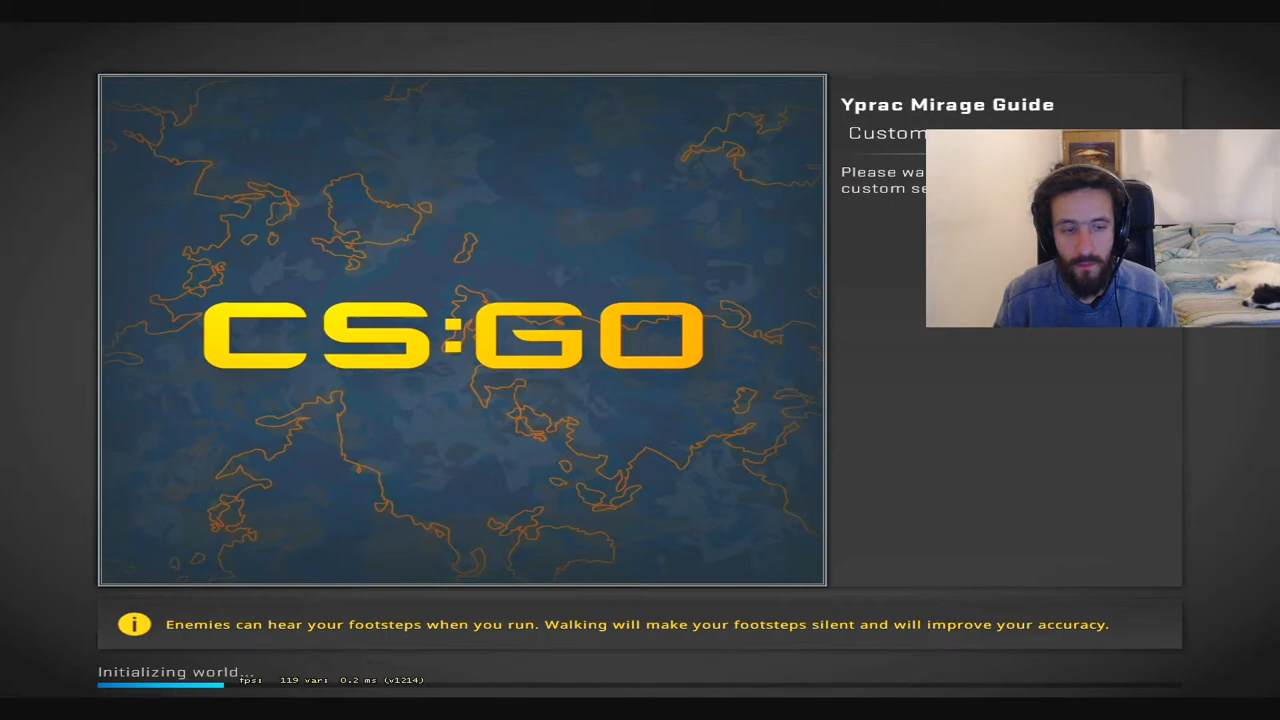 Yprac Mirage Guide
Custom
Please wa
custom se
CS:GO
Enemies can hear your footsteps when you run. Walking will make your footsteps silent and will improve your accuracy.
Initializing world...
fps: 119 var: 0.2 ms (v1214)